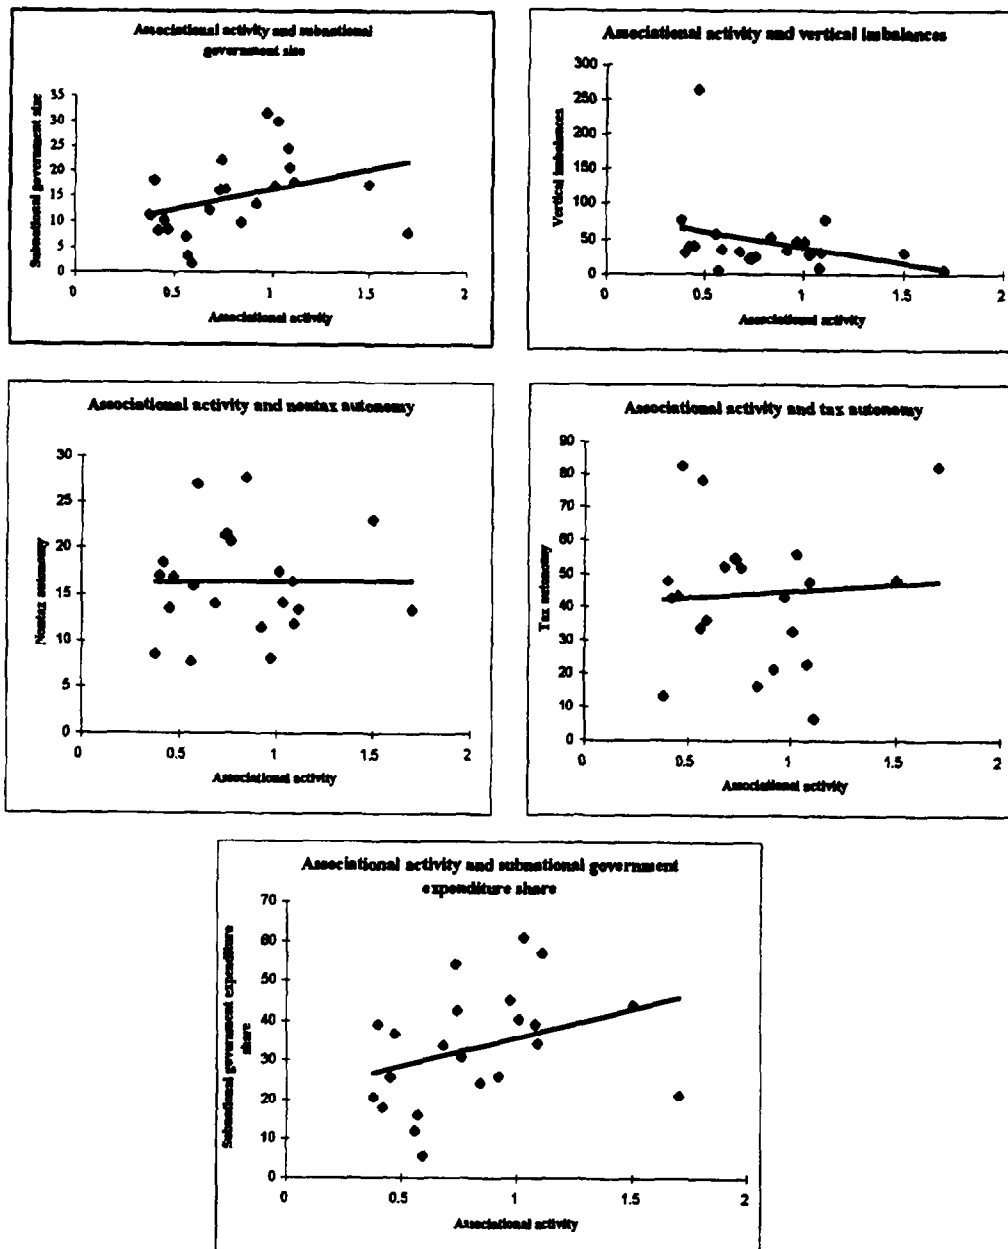 Associational activity and subnational
government size
Subnational government size
35
30
25
20
15
10
5
0
0 0.5 1 1.5 2
Associational activity
Associational activity and vertical imbalances
Vertical imbalances
300
250
200
150
100
50
0
0 0.5 1 1.5 2
Associational activity
Associational activity and nontax autonomy
Nontax autonomy
30
25
20
15
10
5
0
0 0.5 1 1.5 2
Associational activity
Associational activity and tax autonomy
Tax autonomy
90
80
70
60
50
40
30
20
10
0
0 0.5 1 1.5 2
Associational activity
Associational activity and subnational government
expenditure share
Subnational government expenditure
share
70
60
50
40
30
20
10
0
0 0.5 1 1.5 2
Associational activity